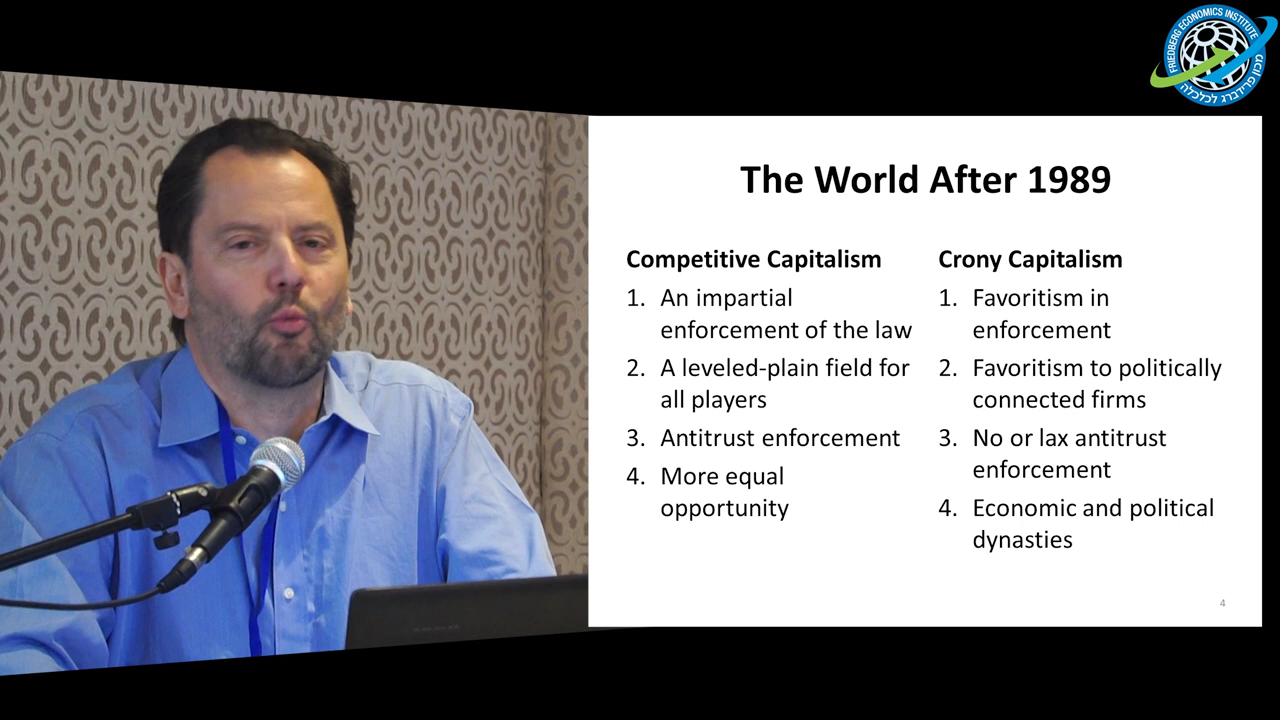 FRIEDBERG ECONOMICS INSTITUTE
מכון פרידברג לכלכלה
The World After 1989
Competitive Capitalism
1. An impartial
enforcement of the law
2. A leveled-plain field for
all players
3. Antitrust enforcement
4. More equal
opportunity
Crony Capitalism
1. Favoritism in
enforcement
2. Favoritism to politically
connected firms
3. No or lax antitrust
enforcement
4. Economic and political
dynasties
4